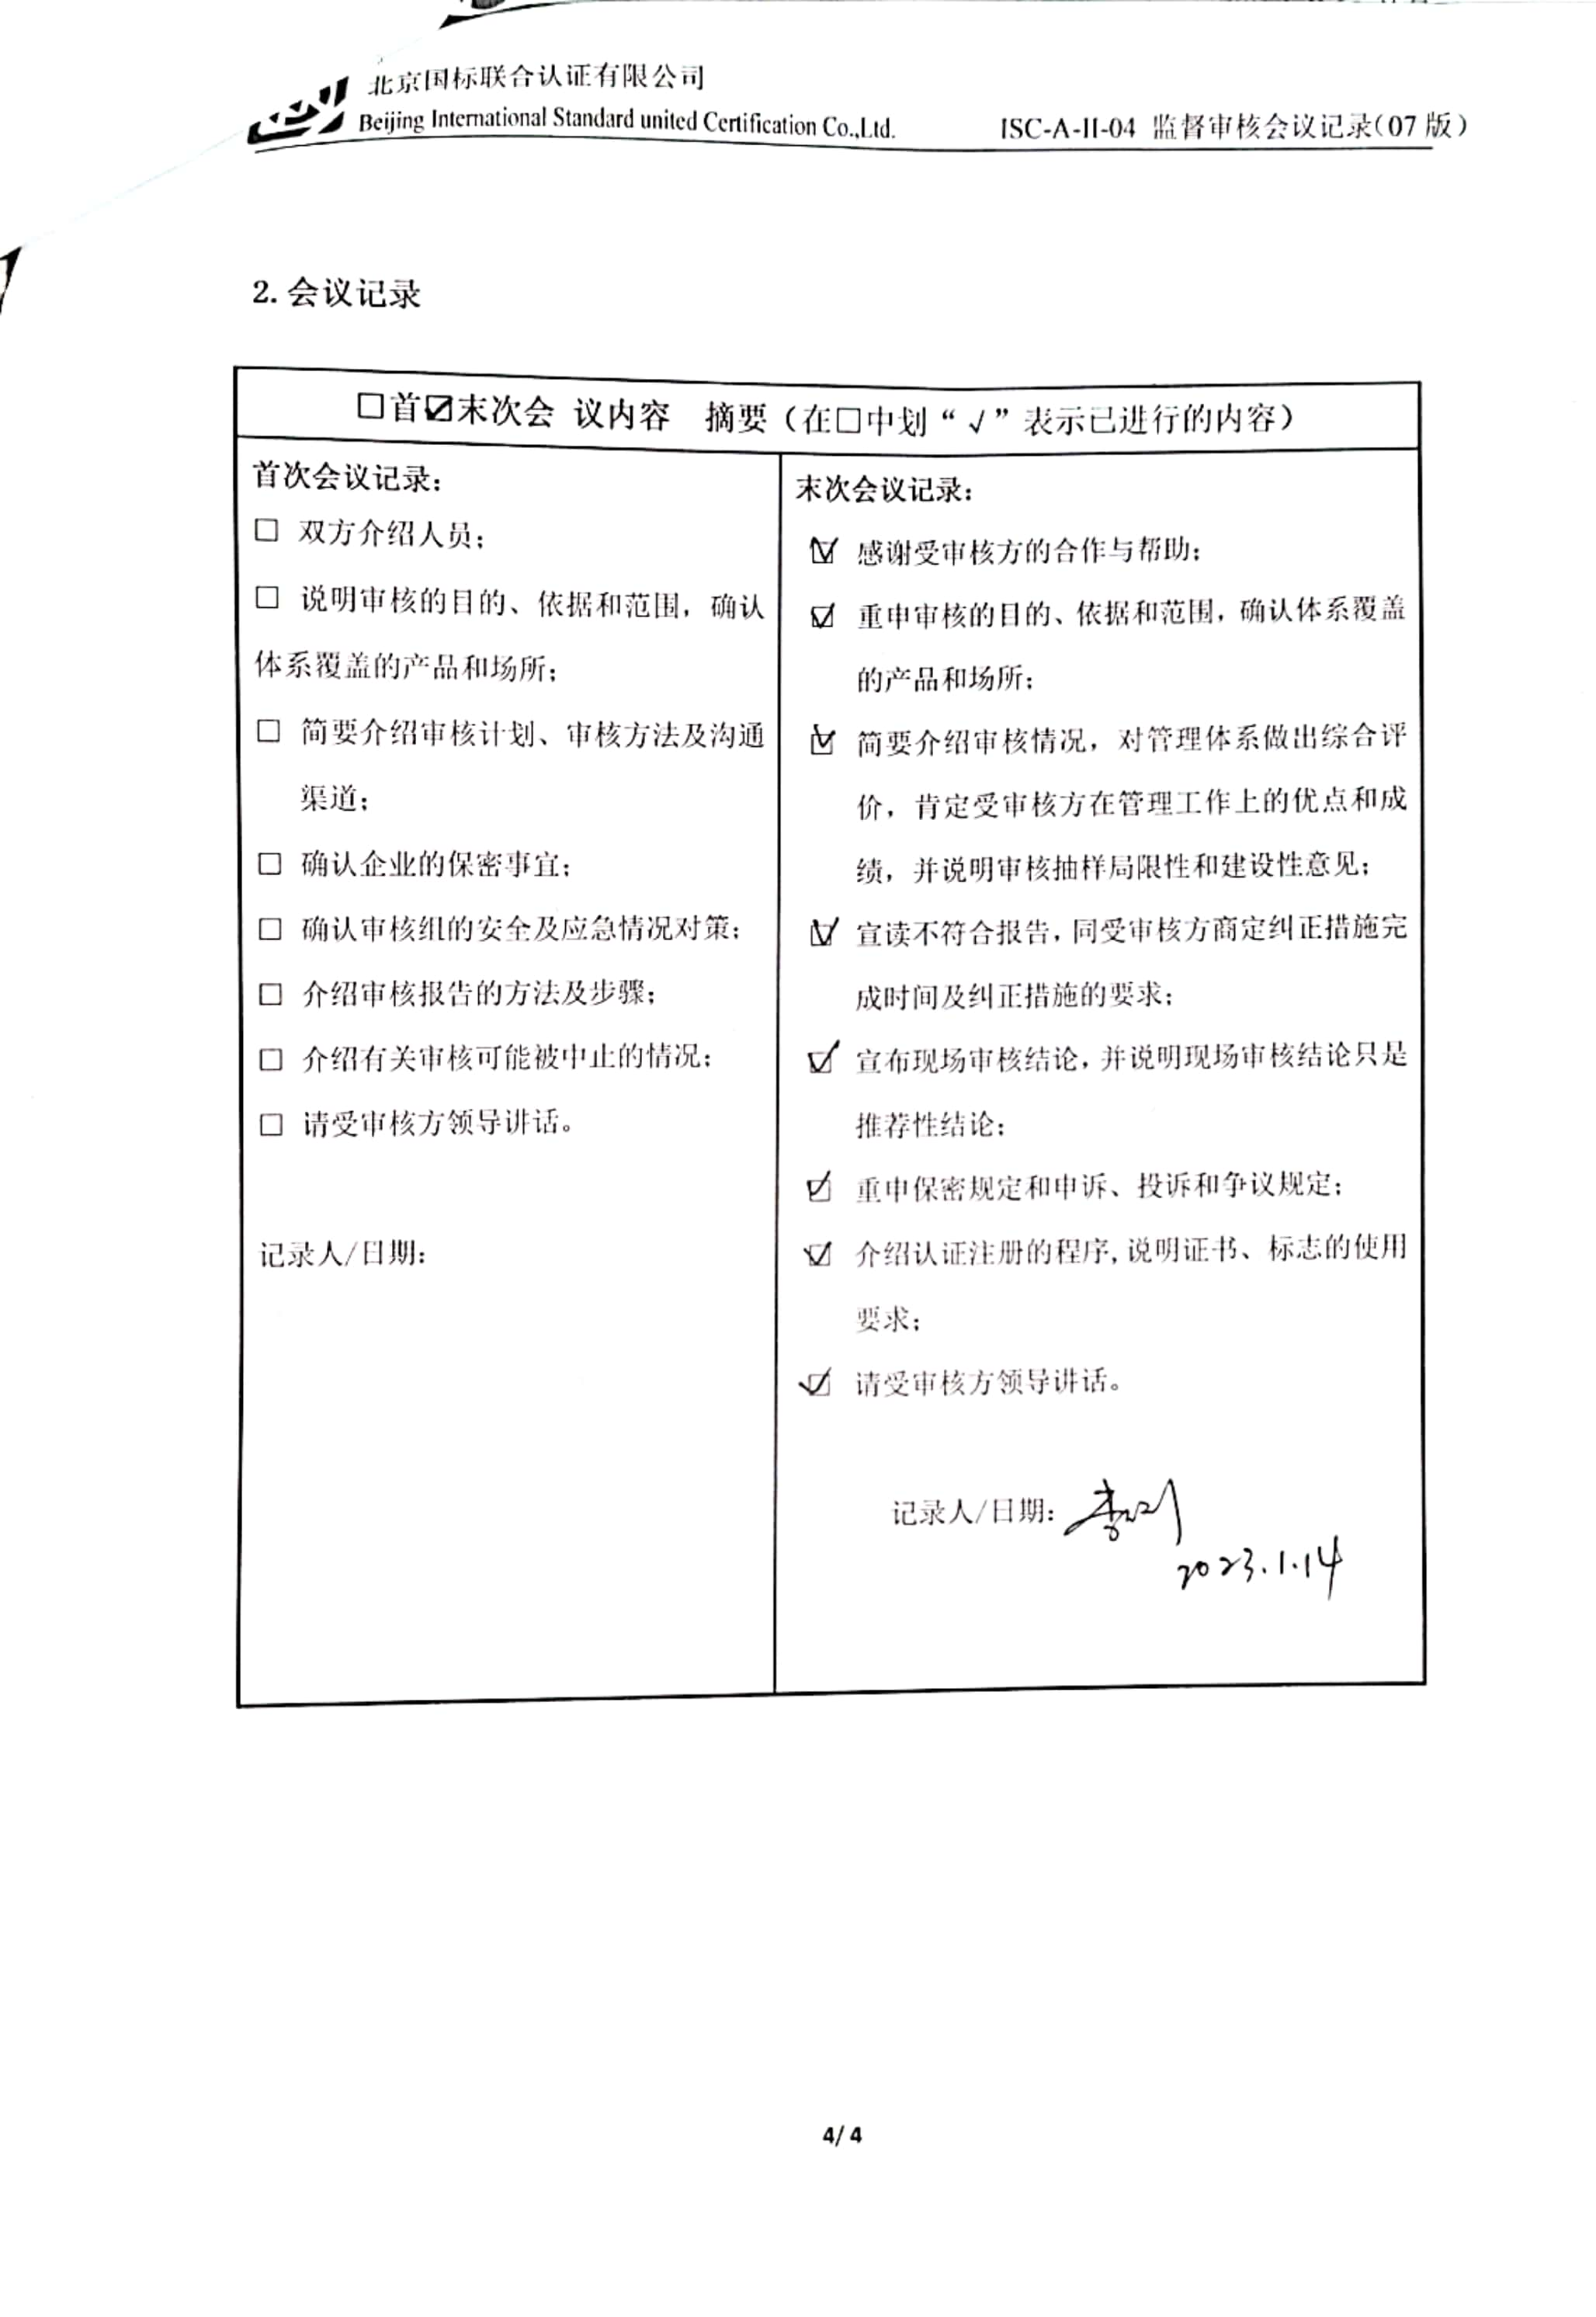 北京国标联合认证有限公司
Beijing International Standard united Certification Co.,Ltd.
ISC-A-II-04 监督审核会议记录(07版)
2. 会议记录
□首☑末次会 议内容 摘要（在□中划“√”表示已进行的内容）
首次会议记录：
□ 双方介绍人员；
□ 说明审核的目的、依据和范围，确认
体系覆盖的产品和场所；
□ 简要介绍审核计划、审核方法及沟通
渠道；
□ 确认企业的保密事宜；
□ 确认审核组的安全及应急情况对策；
□ 介绍审核报告的方法及步骤；
□ 介绍有关审核可能被中止的情况；
□ 请受审核方领导讲话。
记录人/日期：
末次会议记录：
☑ 感谢受审核方的合作与帮助；
☑ 重申审核的目的、依据和范围，确认体系覆盖
的产品和场所；
☑ 简要介绍审核情况，对管理体系做出综合评
价，肯定受审核方在管理工作上的优点和成
绩，并说明审核抽样局限性和建设性意见；
☑ 宣读不符合报告，同受审核方商定纠正措施完
成时间及纠正措施的要求；
☑ 宣布现场审核结论，并说明现场审核结论只是
推荐性结论；
☑ 重申保密规定和申诉、投诉和争议规定；
☑ 介绍认证注册的程序，说明证书、标志的使用
要求；
☑ 请受审核方领导讲话。
记录人/日期：
2023.1.14
4/ 4